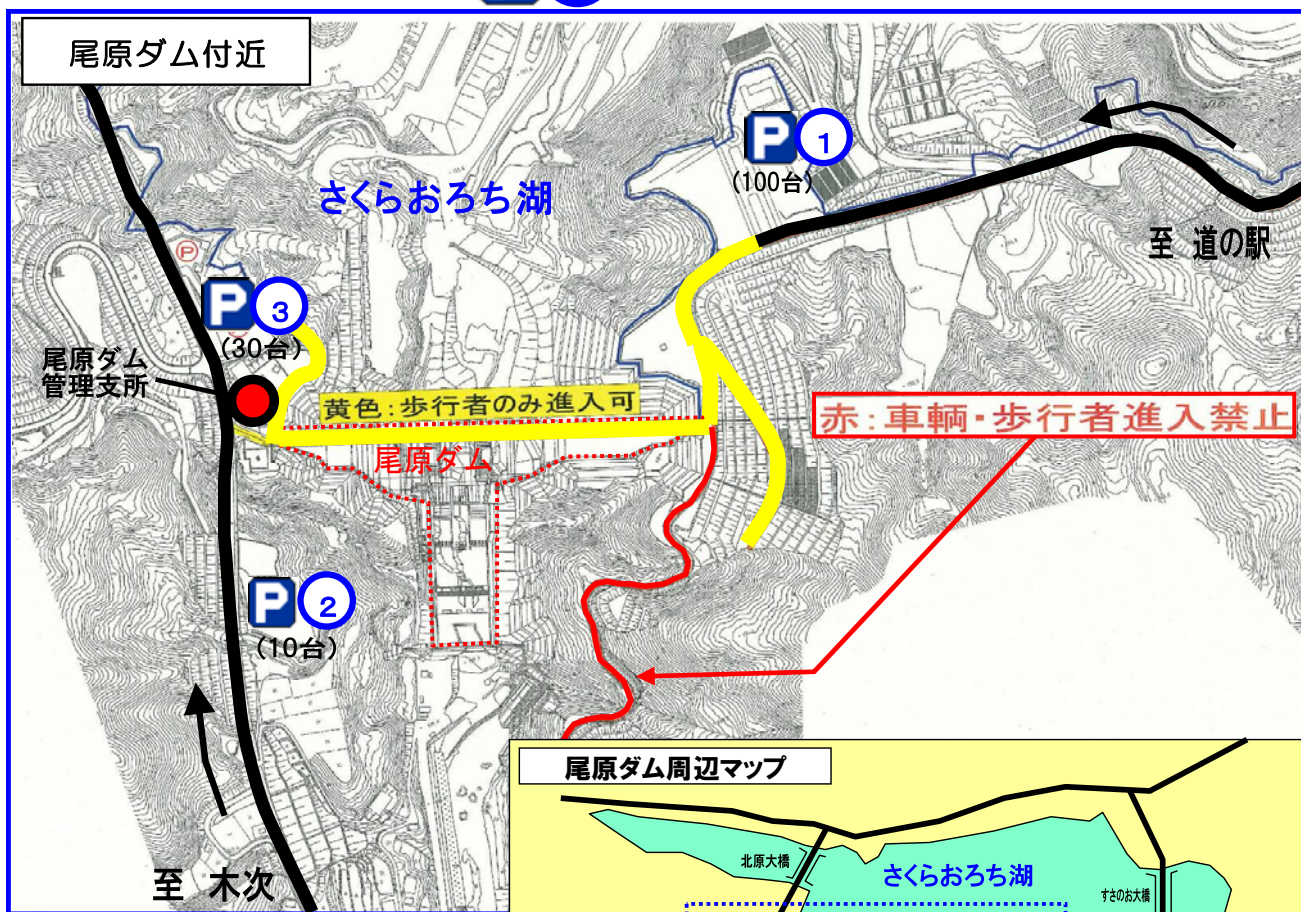 尾原ダム付近
P 1
(100台)
さくらおろち湖
至 道の駅
P
P 3
(30台)
尾原ダム
管理支所
黄色:歩行者のみ進入可
赤:車輌・歩行者進入禁止
尾原ダム
P 2
(10台)
至 木次
尾原ダム周辺マップ
北原大橋
さくらおろち湖
すさのお大橋